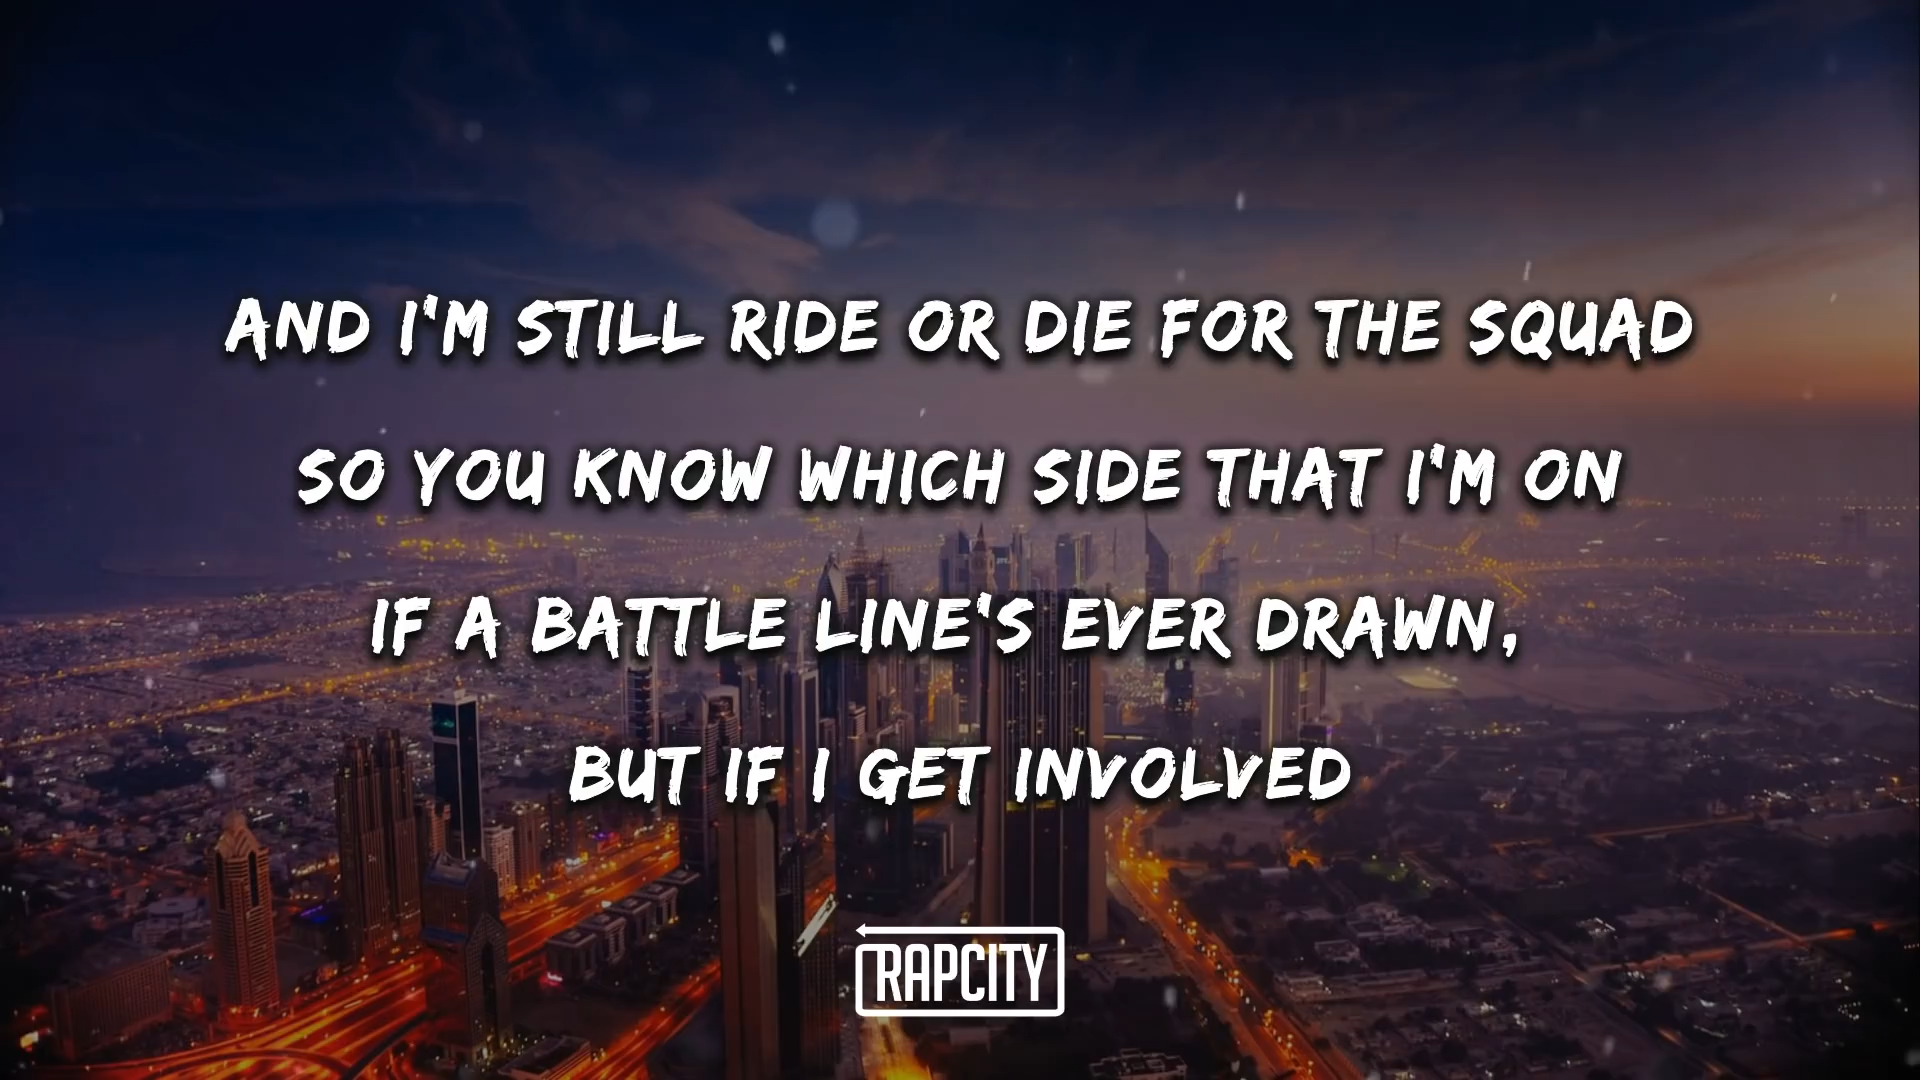 AND I'M STILL RIDE OR DIE FOR THE SQUAD
SO YOU KNOW WHICH SIDE THAT I'M ON
IF A BATTLE LINE'S EVER DRAWN,
BUT IF I GET INVOLVED
RAPCITY